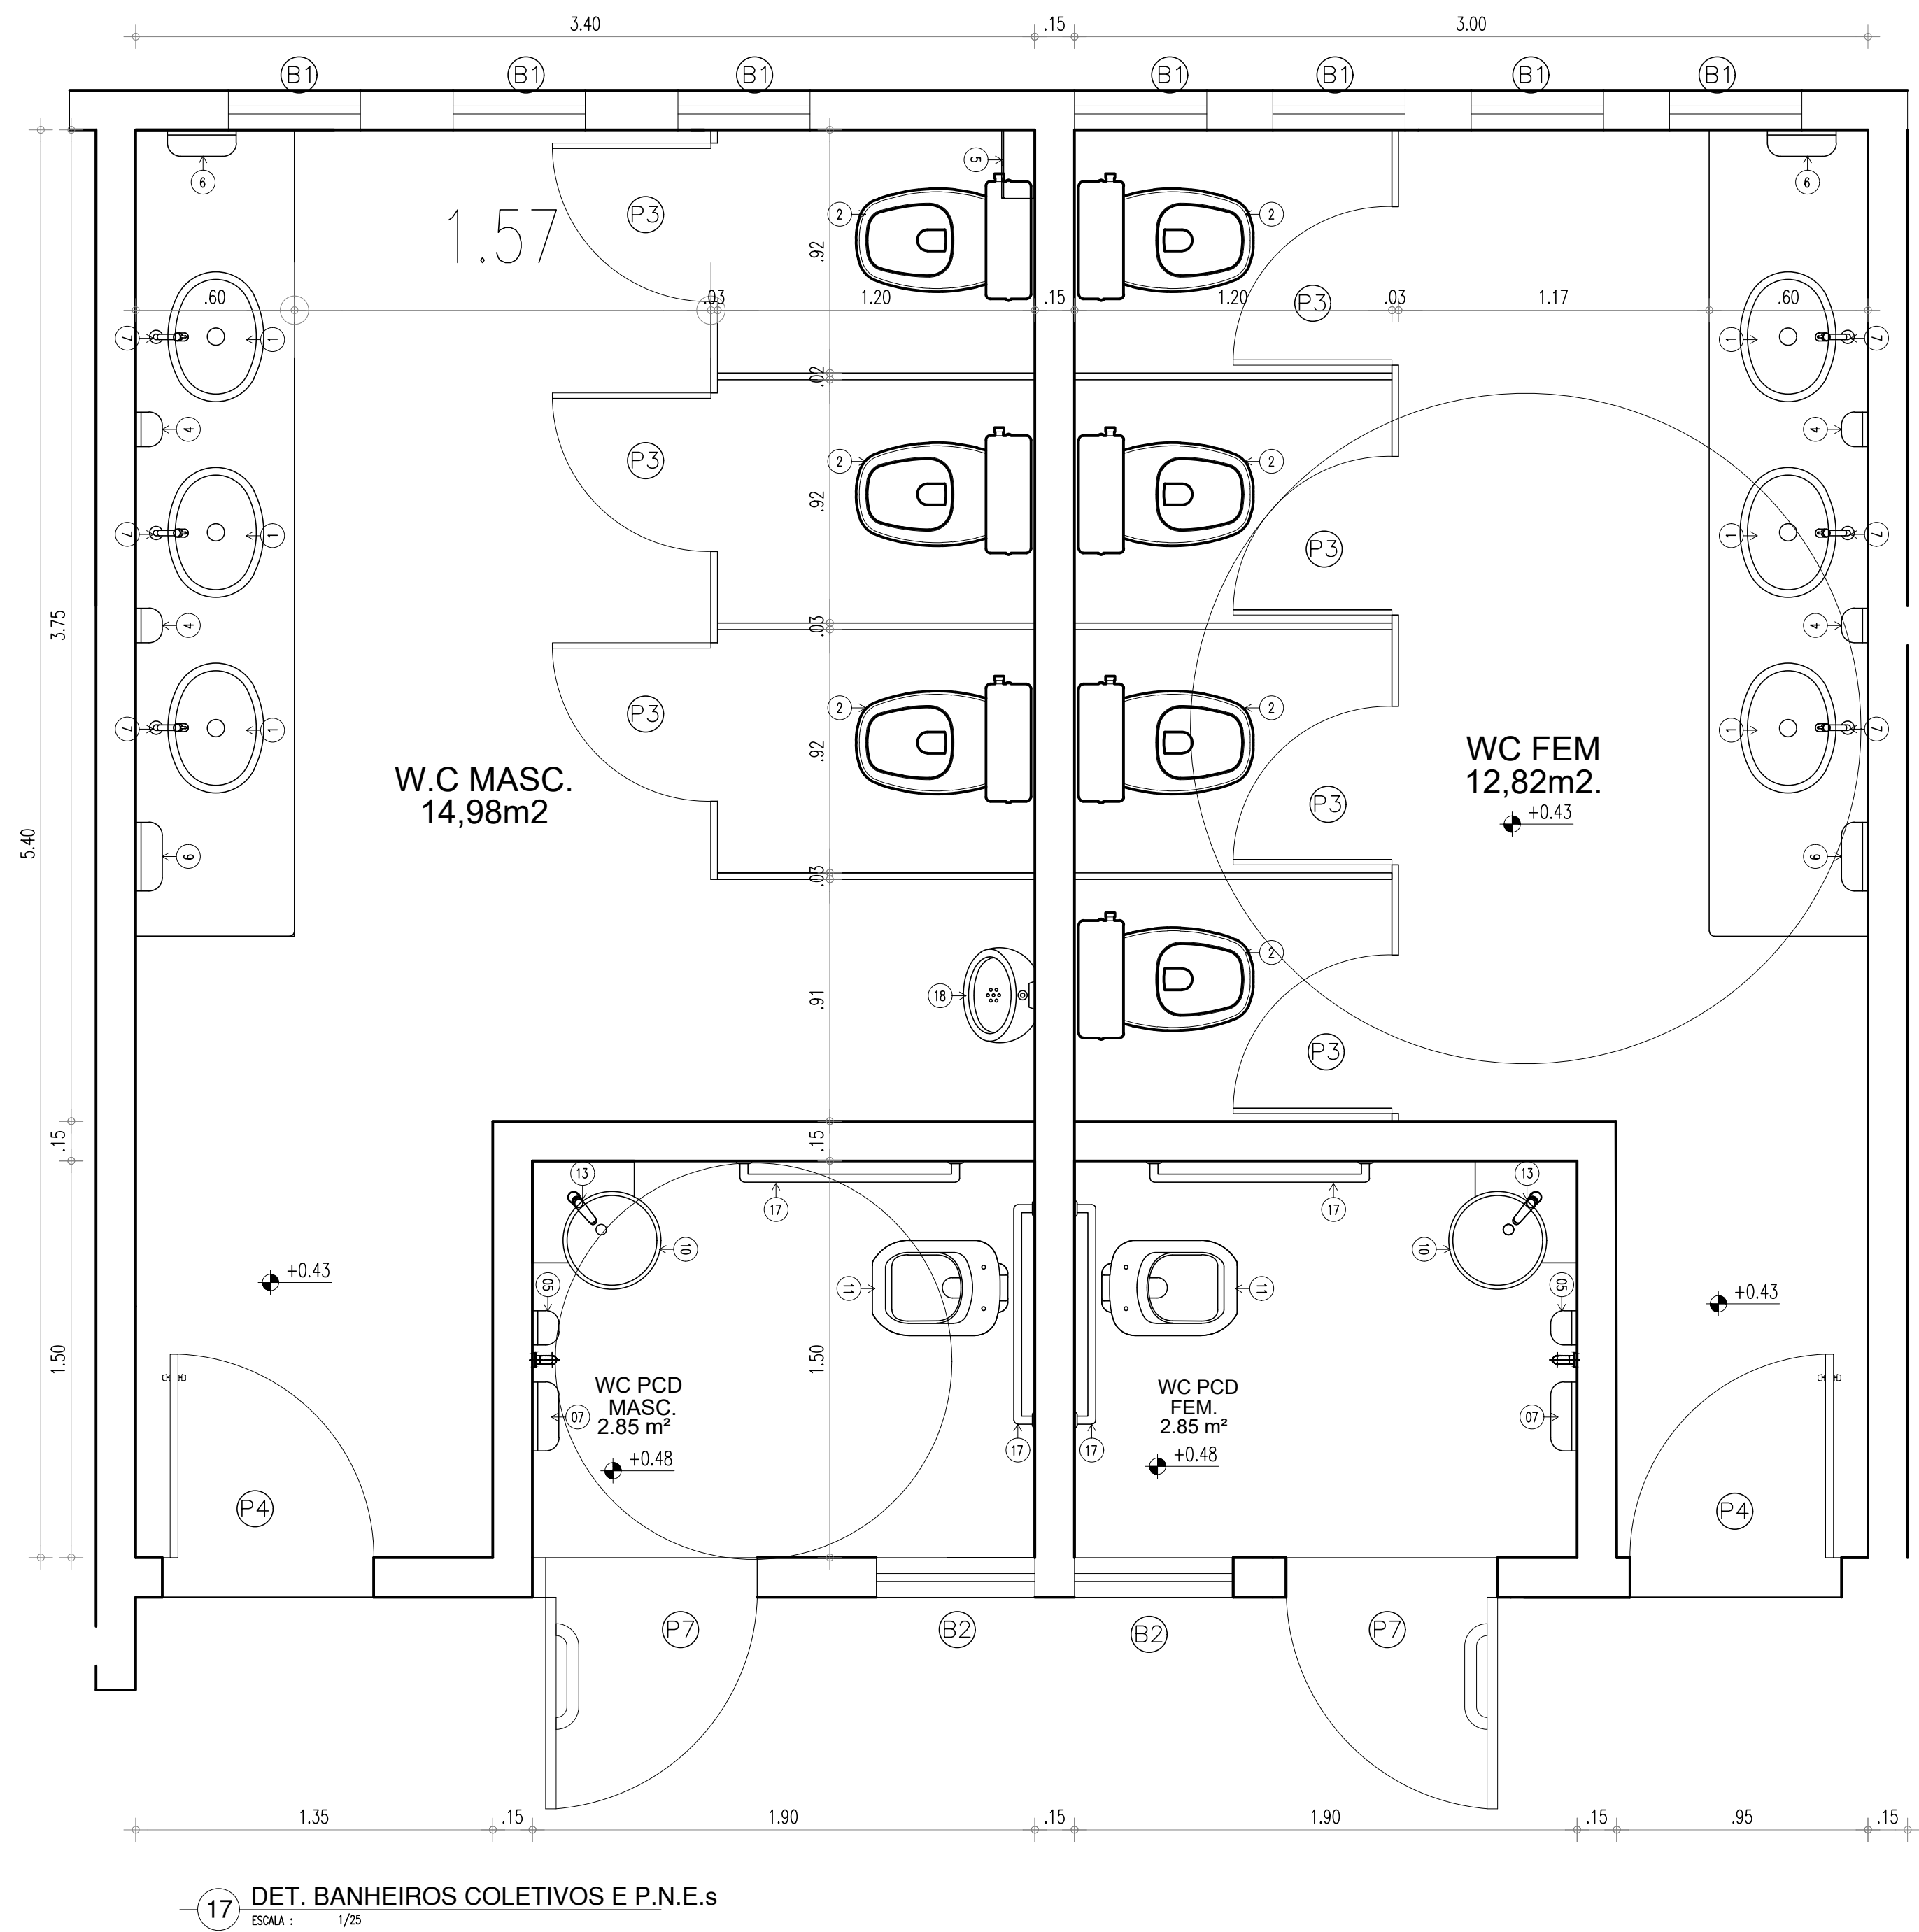 3.40 .15 3.00
B1 B1 B1 B1 B1 B1 B1
6 5 6
1.57 P3 2 2
.92
.60 .03 1.20 .15 1.20 P3 .03 1.17 .60
7 1 1 7
.02
4 4
P3 2 2
.92
7 1 P3 1 7
3.75
4 .03 4
P3 2 2
7 1 .92 1 7
W.C MASC. WC FEM
14,98m2 12,82m2.
P3 +0.43
5.40
6 .03 6
2
18 .91
P3
.15 .15
13 17 17 13
10 10
+0.43 05 11 11 05 +0.43
1.50 1.50
WC PCD WC PCD
MASC. FEM.
2.85 m² 2.85 m²
07 07
+0.48 17 17 +0.48
P4 P4
P7 B2 B2 P7
1.35 .15 1.90 .15 1.90 .15 .95 .15
17 DET. BANHEIROS COLETIVOS E P.N.E.s
ESCALA : 1/25